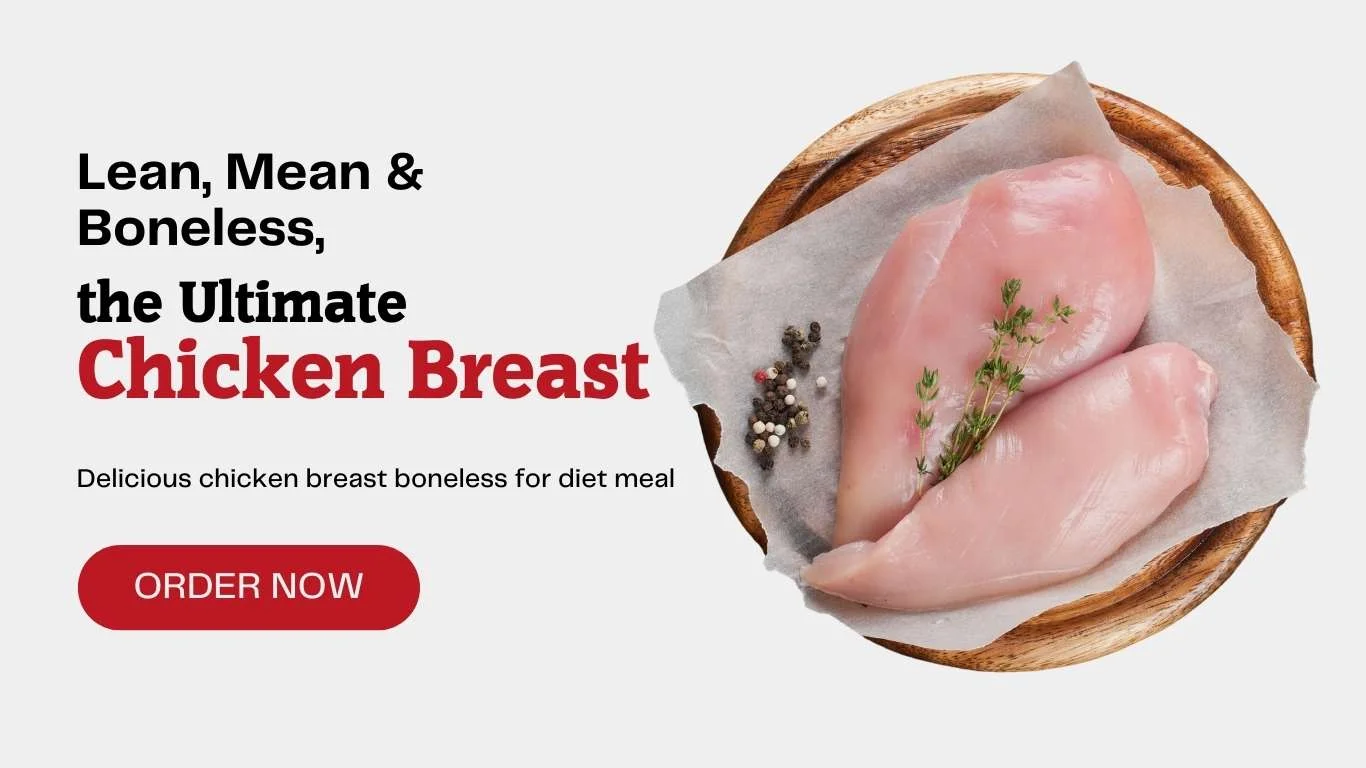 Lean, Mean &
Boneless,
the Ultimate
Chicken Breast
Delicious chicken breast boneless for diet meal
ORDER NOW